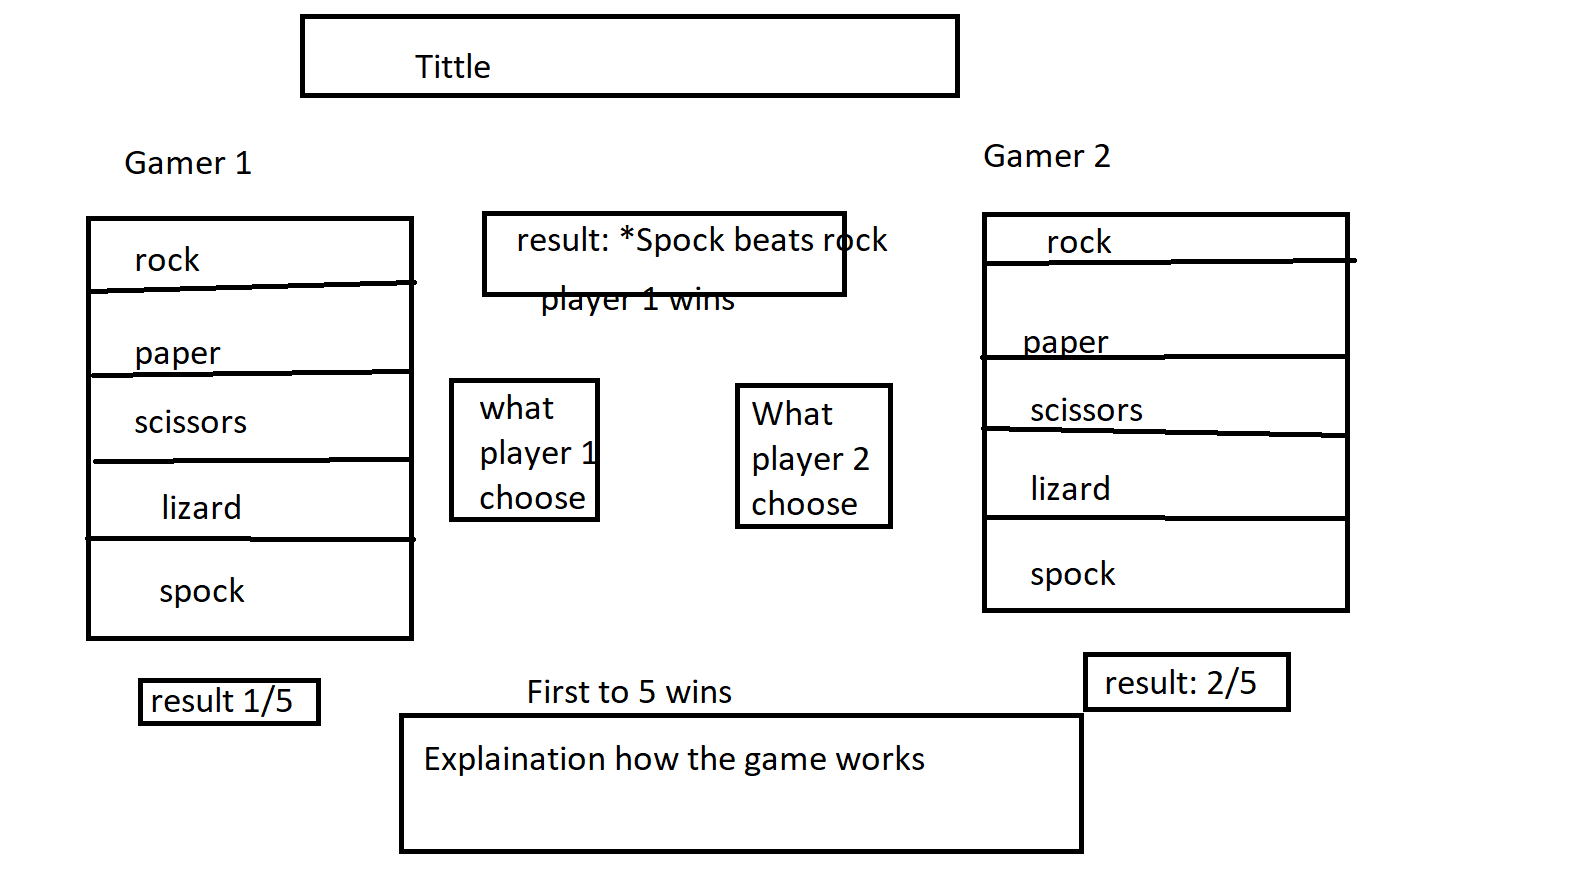 Tittle
Gamer 1
Gamer 2
rock
paper
scissors
lizard
spock
result: *Spock beats rock
player 1 wins
what
player 1
choose
What
player 2
choose
rock
paper
scissors
lizard
spock
result 1/5
First to 5 wins
result: 2/5
Explaination how the game works